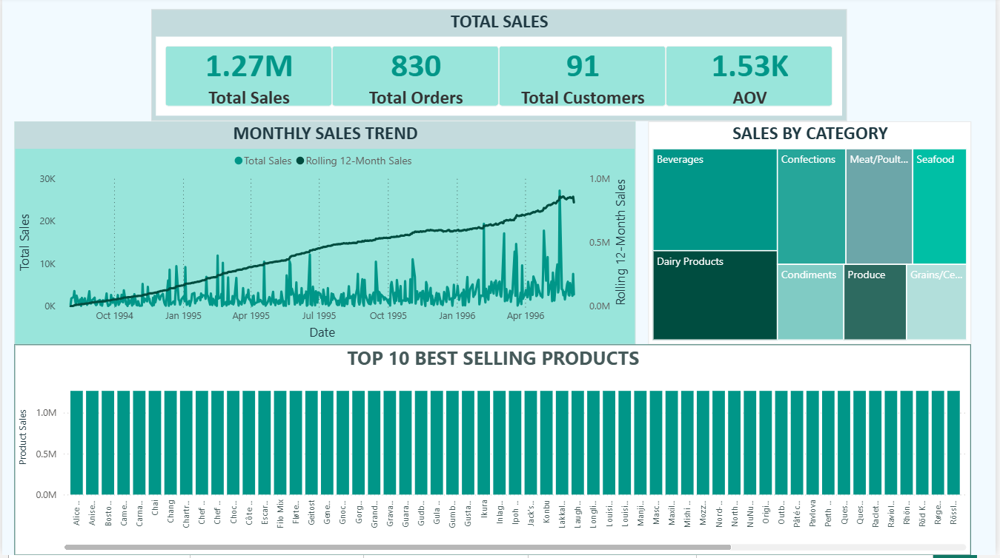 TOTAL SALES
1.27M
830
91
1.53K
Total Sales
Total Orders
Total Customers
AOV
MONTHLY SALES TREND
SALES BY CATEGORY
Total Sales
Rolling 12-Month Sales
30K
20K
10K
0K
Total Sales
1.0M
0.5M
0.0M
Rolling 12-Month Sales
Oct 1994
Jan 1995
Apr 1995
Jul 1995
Oct 1995
Jan 1996
Apr 1996
Date
Beverages
Confections
Meat/Poult...
Seafood
Dairy Products
Condiments
Produce
Grains/Ce...
TOP 10 BEST SELLING PRODUCTS
Product Sales
1.0M
0.5M
0.0M
Alice ...
Anise...
Bosto ...
Came...
Carna...
Chai
Chang
Chartr...
Chef ...
Chef ...
Choc...
Côte ...
Escar...
Filo Mix
Fløte...
Geitost
Gene...
Gnoc...
Gorg...
Grand...
Grava...
Guara...
Gudb...
Gula ...
Gumb...
Gusta...
Ikura
Inlag...
Ipoh ...
Jack's...
Konbu
Lakkal...
Laugh...
Longli...
Louisi...
Louisi...
Manji...
Masc...
Maxil...
Mishi ...
Mozz...
Nord-...
North...
NuNu...
Origi...
Outb...
Pâté c...
Pavlova
Perth ...
Ques...
Ques...
Raclet...
Raviol...
Rhön...
Röd K...
Røge...
Rössl...